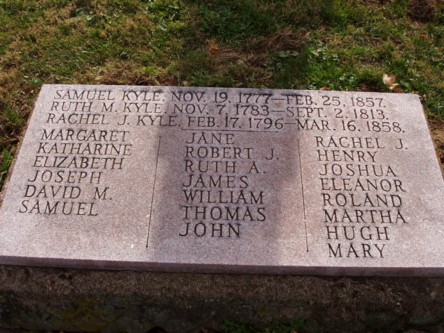 SAMUEL KYLE, NOV. 19, 1777–FEB. 25, 1857.
RUTH M. KYLE, NOV. 7, 1783–SEPT. 2, 1813.
RACHEL J. KYLE, FEB. 17, 1796–MAR. 16, 1858.
MARGARET
KATHARINE
ELIZABETH
JOSEPH
DAVID M.
SAMUEL
JANE
ROBERT J.
RUTH A.
JAMES
WILLIAM
THOMAS
JOHN
RACHEL J.
HENRY
JOSHUA
ELEANOR
ROLAND
MARTHA
HUGH
MARY